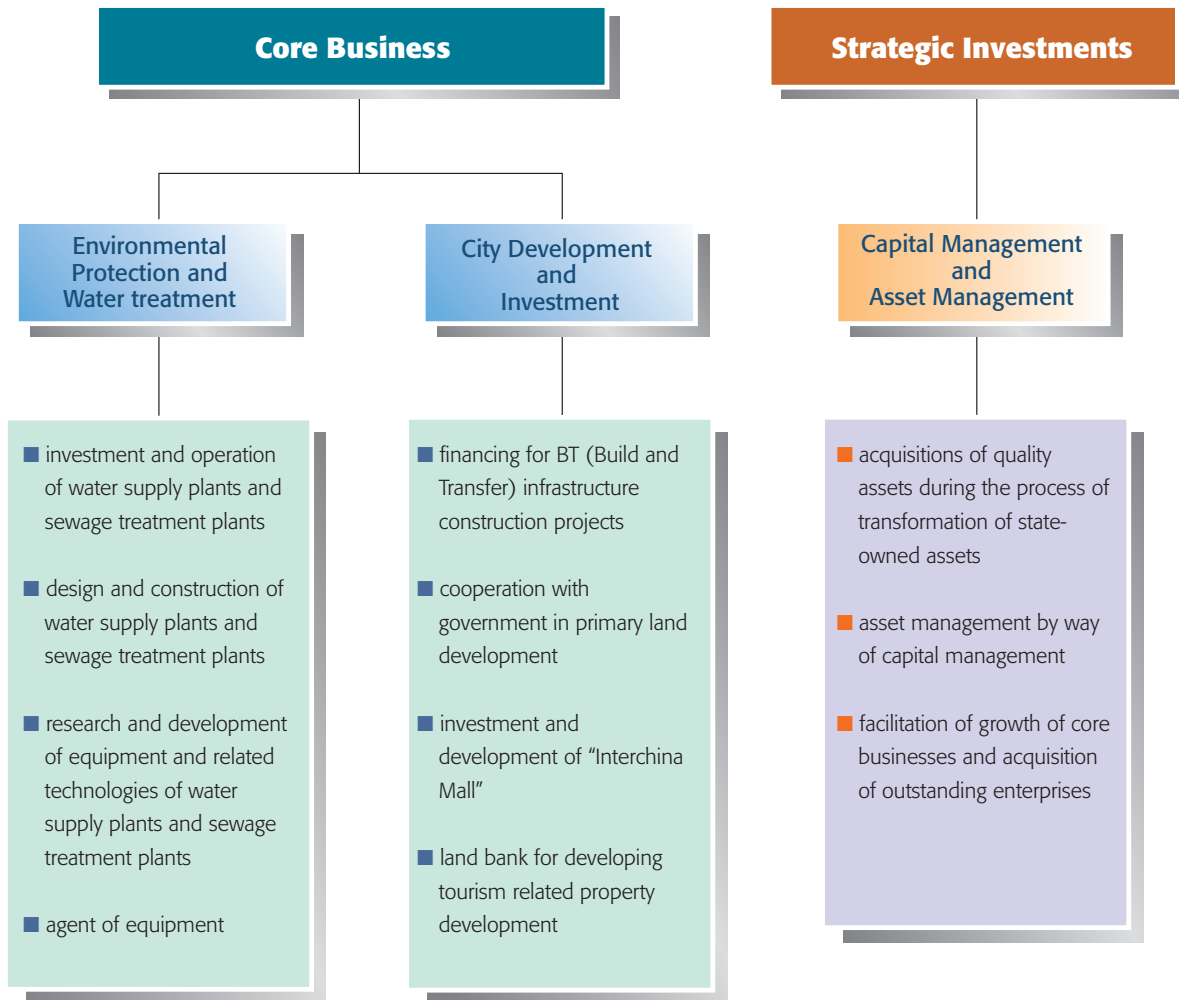 Core Business
Strategic Investments
Environmental
Protection and
Water treatment
City Development
and
Investment
Capital Management
and
Asset Management
■ investment and operation
of water supply plants and
sewage treatment plants
■ design and construction of
water supply plants and
sewage treatment plants
■ research and development
of equipment and related
technologies of water
supply plants and sewage
treatment plants
■ agent of equipment
■ financing for BT (Build and
Transfer) infrastructure
construction projects
■ cooperation with
government in primary land
development
■ investment and
development of “Interchina
Mall”
■ land bank for developing
tourism related property
development
■ acquisitions of quality
assets during the process of
transformation of state-
owned assets
■ asset management by way
of capital management
■ facilitation of growth of core
businesses and acquisition
of outstanding enterprises